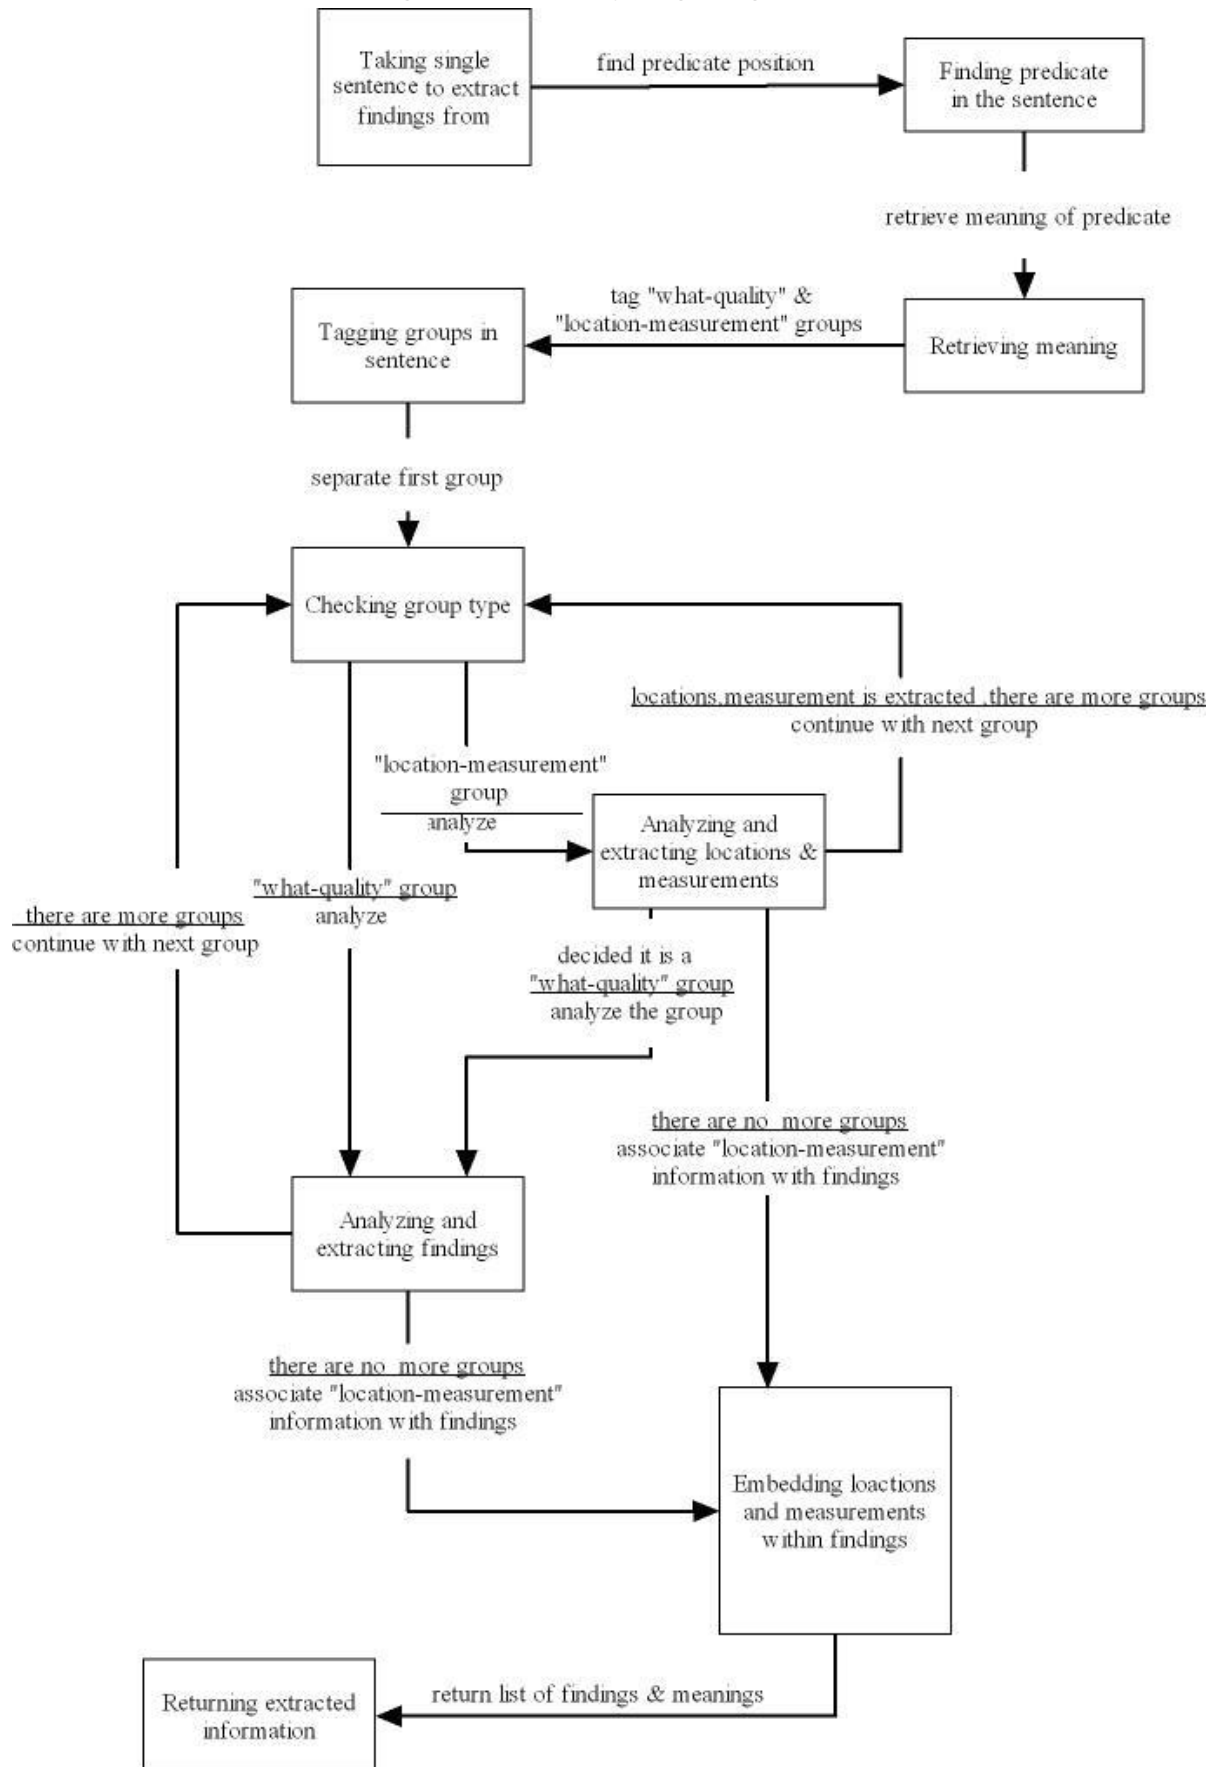 Taking single
sentence to extract
findings from
find predicate position
Finding predicate
in the sentence
retrieve meaning of predicate
tag "what-quality" &
"location-measurement" groups
Tagging groups in
sentence
Retrieving meaning
separate first group
Checking group type
locations,measurement is extracted ,there are more groups
continue with next group
"location-measurement"
group
analyze
Analyzing and
extracting locations &
measurements
"what-quality" group
analyze
there are more groups
continue with next group
decided it is a
"what-quality" group
analyze the group
there are no more groups
associate "location-measurement"
information with findings
Analyzing and
extracting findings
there are no more groups
associate "location-measurement"
information with findings
Embedding loactions
and measurements
within findings
return list of findings & meanings
Returning extracted
information